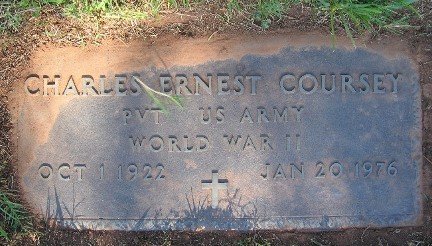 CHARLES ERNEST COURSEY
PVT US ARMY
WORLD WAR II
OCT 1 1922 JAN 20 1976